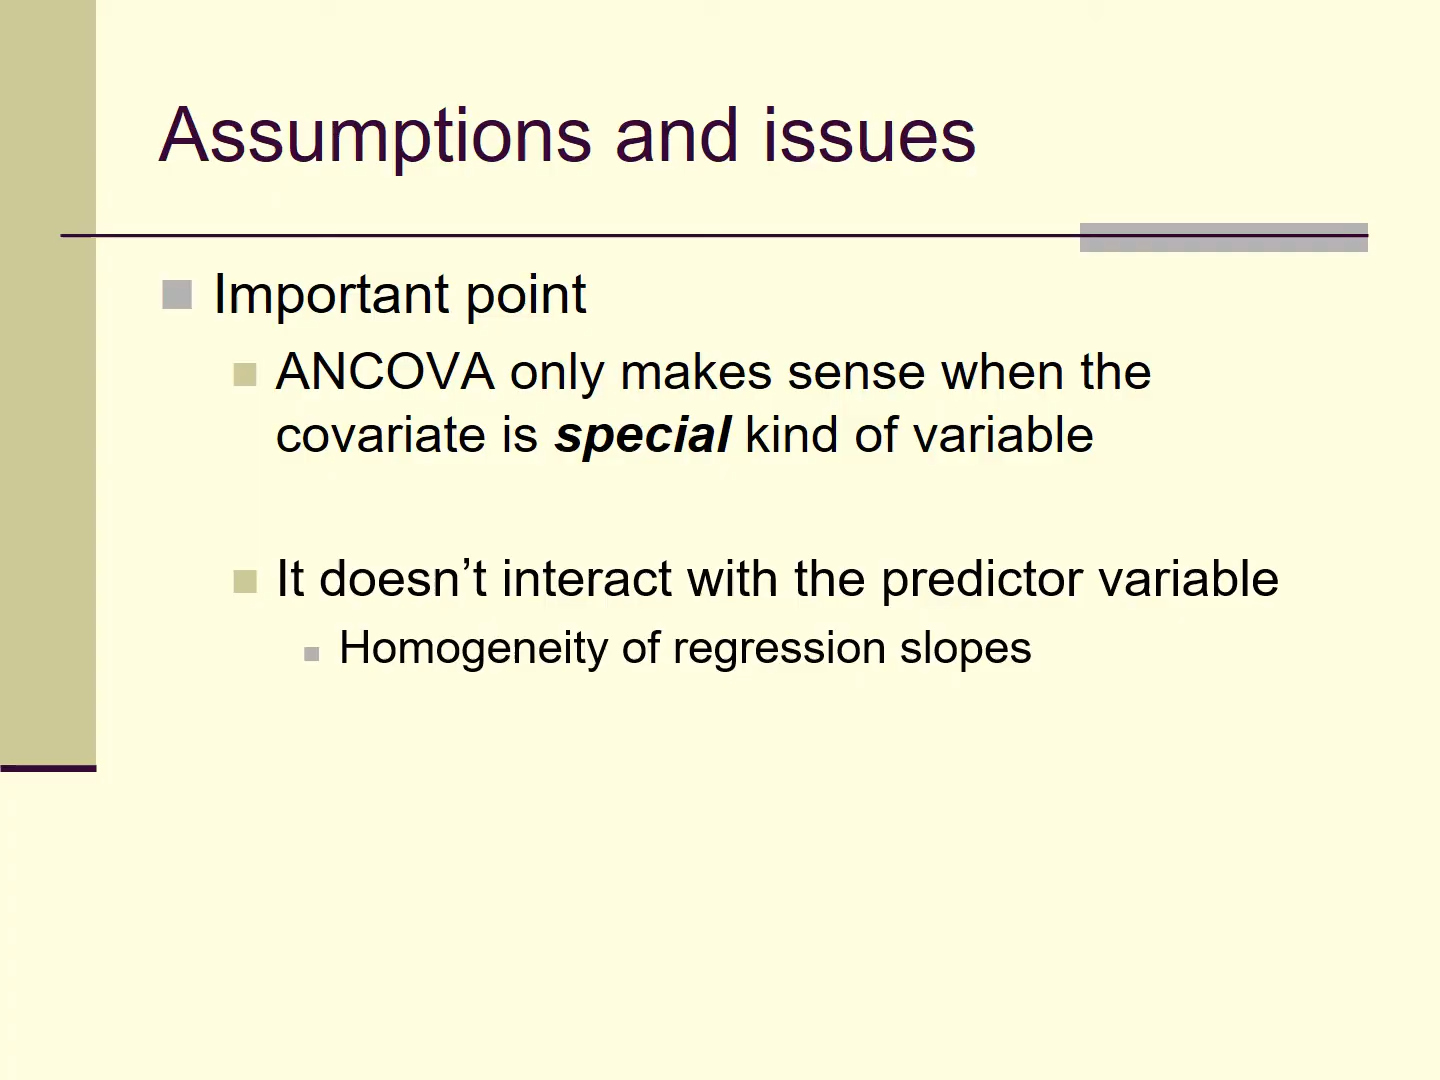 Assumptions and issues
Important point
ANCOVA only makes sense when the
covariate is special kind of variable
It doesn’t interact with the predictor variable
Homogeneity of regression slopes